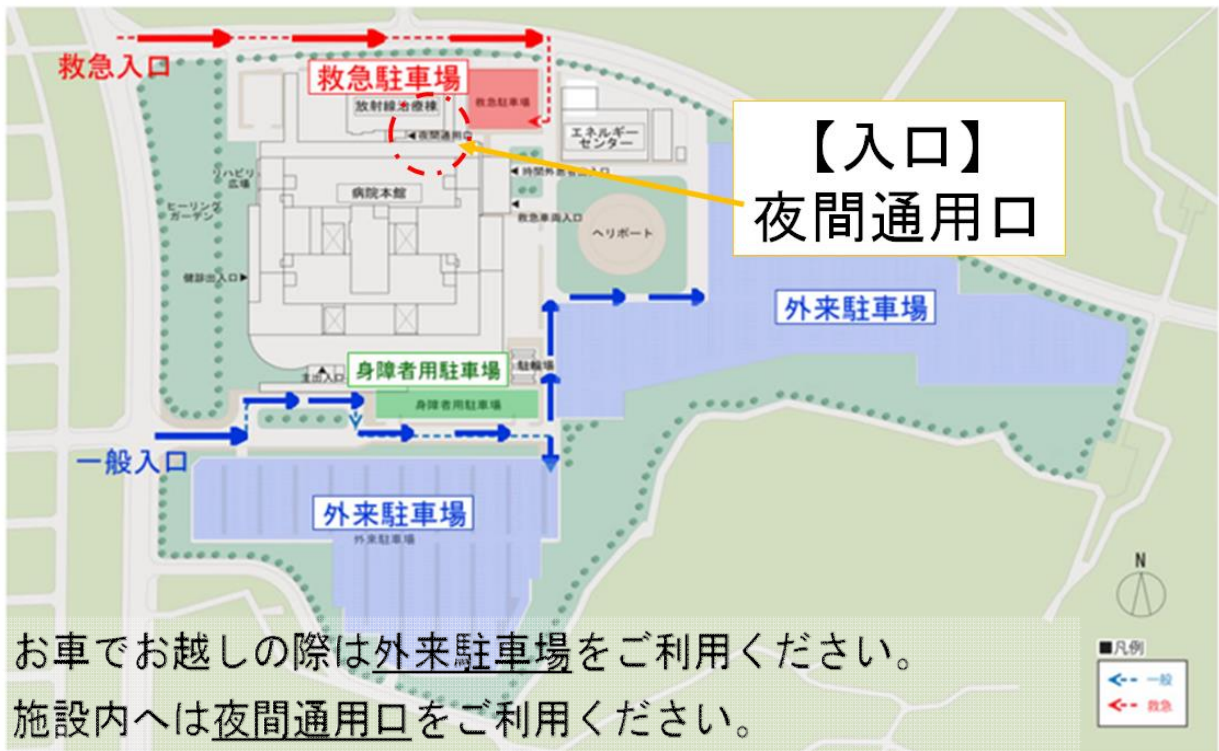 救急入口
救急駐車場
救急駐車場
放射線治療棟
◀夜間通用口
エネルギー
センター
【入口】
夜間通用口
リハビリ
広場
ヒーリング
ガーデン
病院本館
◀時間外患者出入口
◀
救急車両入口
ヘリポート
健診出入口▶
外来駐車場
身障者用駐車場
駐輪場
主出入口
身障者用駐車場
一般入口
外来駐車場
外来駐車場
N
お車でお越しの際は外来駐車場をご利用ください。
施設内へは夜間通用口をご利用ください。
■凡例
一般
救急